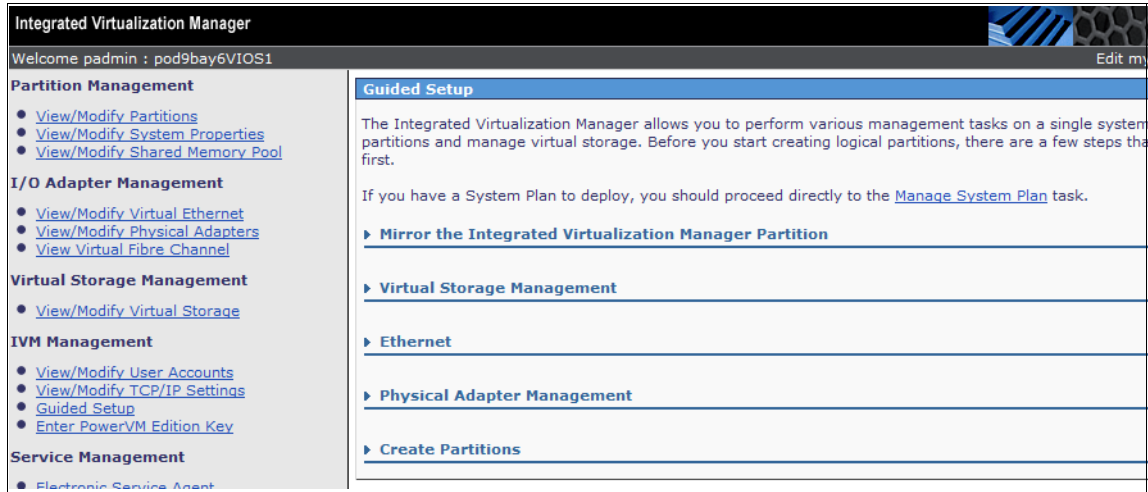 Integrated Virtualization Manager
Welcome padmin : pod9bay6VIOS1
Edit my
Partition Management
View/Modify Partitions
View/Modify System Properties
View/Modify Shared Memory Pool
I/O Adapter Management
View/Modify Virtual Ethernet
View/Modify Physical Adapters
View Virtual Fibre Channel
Virtual Storage Management
View/Modify Virtual Storage
IVM Management
View/Modify User Accounts
View/Modify TCP/IP Settings
Guided Setup
Enter PowerVM Edition Key
Service Management
Electronic Service Agent
Guided Setup
The Integrated Virtualization Manager allows you to perform various management tasks on a single system
partitions and manage virtual storage. Before you start creating logical partitions, there are a few steps tha
first.
If you have a System Plan to deploy, you should proceed directly to the Manage System Plan task.
Mirror the Integrated Virtualization Manager Partition
Virtual Storage Management
Ethernet
Physical Adapter Management
Create Partitions